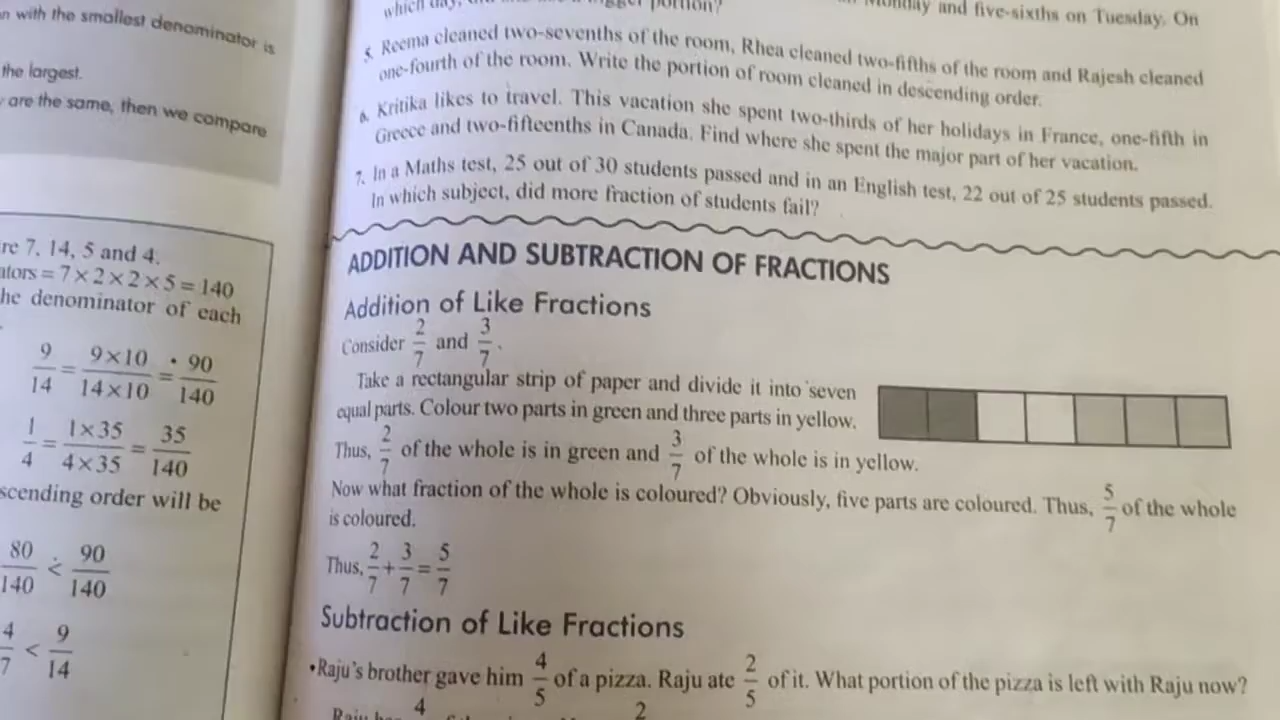 n with the smallest denominator is
the largest.
are the same, then we compare
re 7, 14, 5 and 4.
ators = 7 × 2 × 2 × 5 = 140
he denominator of each
9/14 = 9×10/14×10 = 90/140
1/4 = 1×35/4×35 = 35/140
scending order will be
80/140 < 90/140
4/7 < 9/14
which day, portion?
Monday and five-sixths on Tuesday. On
5. Reema cleaned two-sevenths of the room, Rhea cleaned two-fifths of the room and Rajesh cleaned
one-fourth of the room. Write the portion of room cleaned in descending order.
6. Kritika likes to travel. This vacation she spent two-thirds of her holidays in France, one-fifth in
Greece and two-fifteenths in Canada. Find where she spent the major part of her vacation.
7. In a Maths test, 25 out of 30 students passed and in an English test, 22 out of 25 students passed.
In which subject, did more fraction of students fail?
ADDITION AND SUBTRACTION OF FRACTIONS
Addition of Like Fractions
Consider 2/7 and 3/7.
Take a rectangular strip of paper and divide it into seven
equal parts. Colour two parts in green and three parts in yellow.
Thus, 2/7 of the whole is in green and 3/7 of the whole is in yellow.
Now what fraction of the whole is coloured? Obviously, five parts are coloured. Thus, 5/7 of the whole
is coloured.
Thus, 2/7 + 3/7 = 5/7
Subtraction of Like Fractions
•Raju's brother gave him 4/5 of a pizza. Raju ate 2/5 of it. What portion of the pizza is left with Raju now?
Raju 4 2